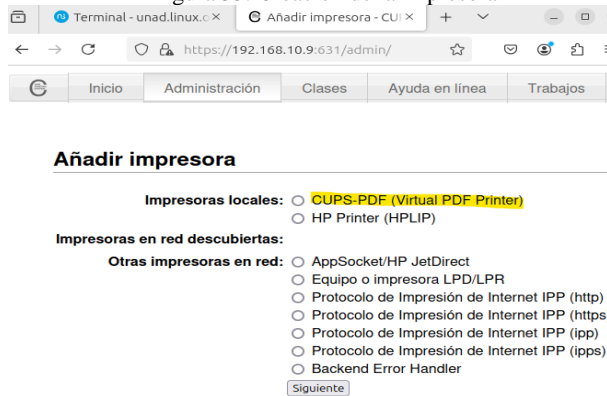 Terminal - unad.linux.o
Añadir impresora - CUP
https://192.168.10.9:631/admin/
Inicio Administración Clases Ayuda en línea Trabajos
Añadir impresora
Impresoras locales: CUPS-PDF (Virtual PDF Printer)
HP Printer (HPLIP)
Impresoras en red descubiertas:
Otras impresoras en red: AppSocket/HP JetDirect
Equipo o impresora LPD/LPR
Protocolo de Impresión de Internet IPP (http)
Protocolo de Impresión de Internet IPP (https
Protocolo de Impresión de Internet IPP (ipp)
Protocolo de Impresión de Internet IPP (ipps)
Backend Error Handler
Siguiente